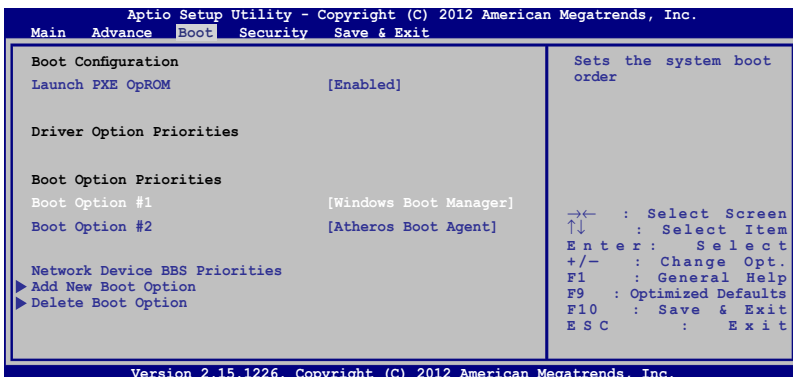 Aptio Setup Utility - Copyright (C) 2012 American Megatrends, Inc.
Main Advance Boot Security Save & Exit
Boot Configuration
Launch PXE OpROM [Enabled]
Driver Option Priorities
Boot Option Priorities
Boot Option #1 [Windows Boot Manager]
Boot Option #2 [Atheros Boot Agent]
Network Device BBS Priorities
Add New Boot Option
Delete Boot Option
Sets the system boot
order
→← : Select Screen
↑↓ : Select Item
Enter: Select
+/— : Change Opt.
F1 : General Help
F9 : Optimized Defaults
F10 : Save & Exit
ESC : Exit
Version 2.15.1226. Copyright (C) 2012 American Megatrends, Inc.